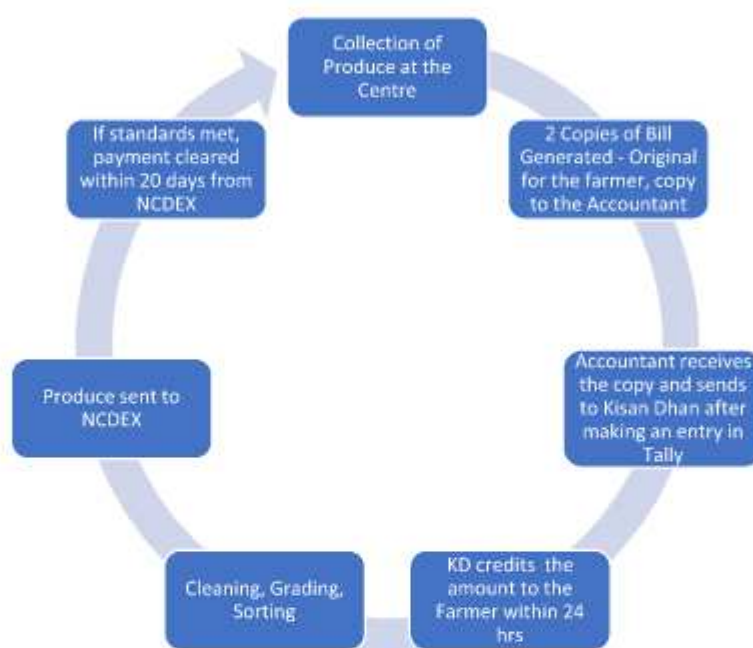 Collection of
Produce at the
Centre
2 Copies of Bill
Generated - Original
for the farmer, copy
to the Accountant
Accountant receives
the copy and sends
to Kisan Dhan after
making an entry in
Tally
KD credits the
amount to the
Farmer within 24
hrs
Cleaning, Grading,
Sorting
Produce sent to
NCDEX
If standards met,
payment cleared
within 20 days from
NCDEX